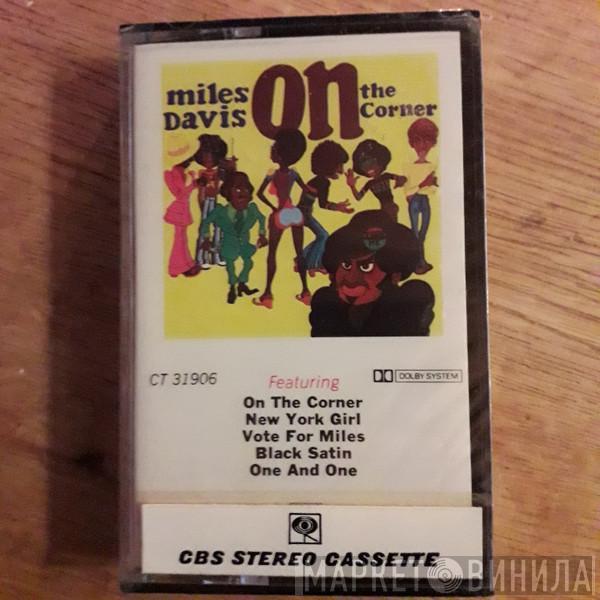 miles on the
Davis Corner
CT 31906
Featuring
DOLBY SYSTEM
On The Corner
New York Girl
Vote For Miles
Black Satin
One And One
CBS STEREO CASSETTE
МАРКЕТ ВИНИЛА